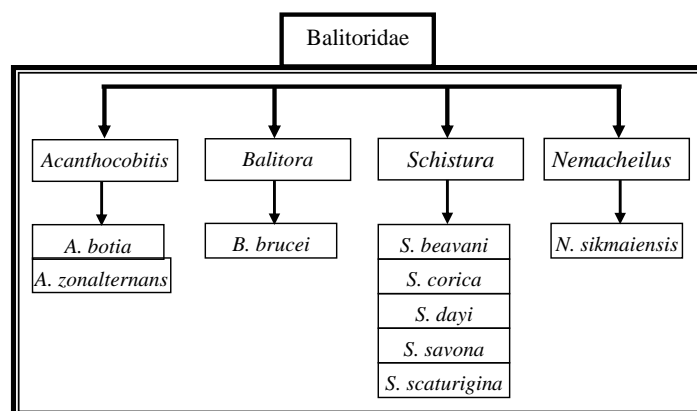 Balitoridae
Acanthocobitis
Balitora
Schistura
Nemacheilus
A. botia
A. zonalternans
B. brucei
S. beavani
S. corica
S. dayi
S. savona
S. scaturigina
N. sikmaiensis